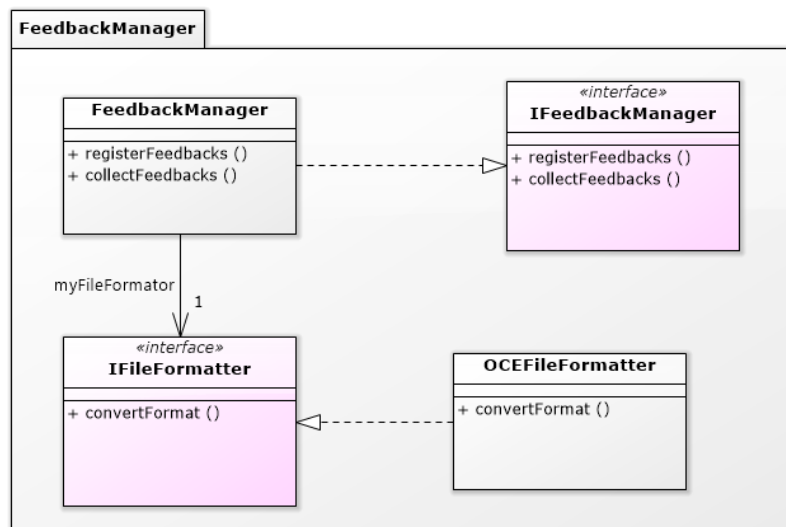 FeedbackManager
FeedbackManager
+ registerFeedbacks ()
+ collectFeedbacks ()
«interface»
IFeedbackManager
+ registerFeedbacks ()
+ collectFeedbacks ()
myFileFormator
1
«interface»
IFileFormatter
+ convertFormat ()
OCEFileFormatter
+ convertFormat ()